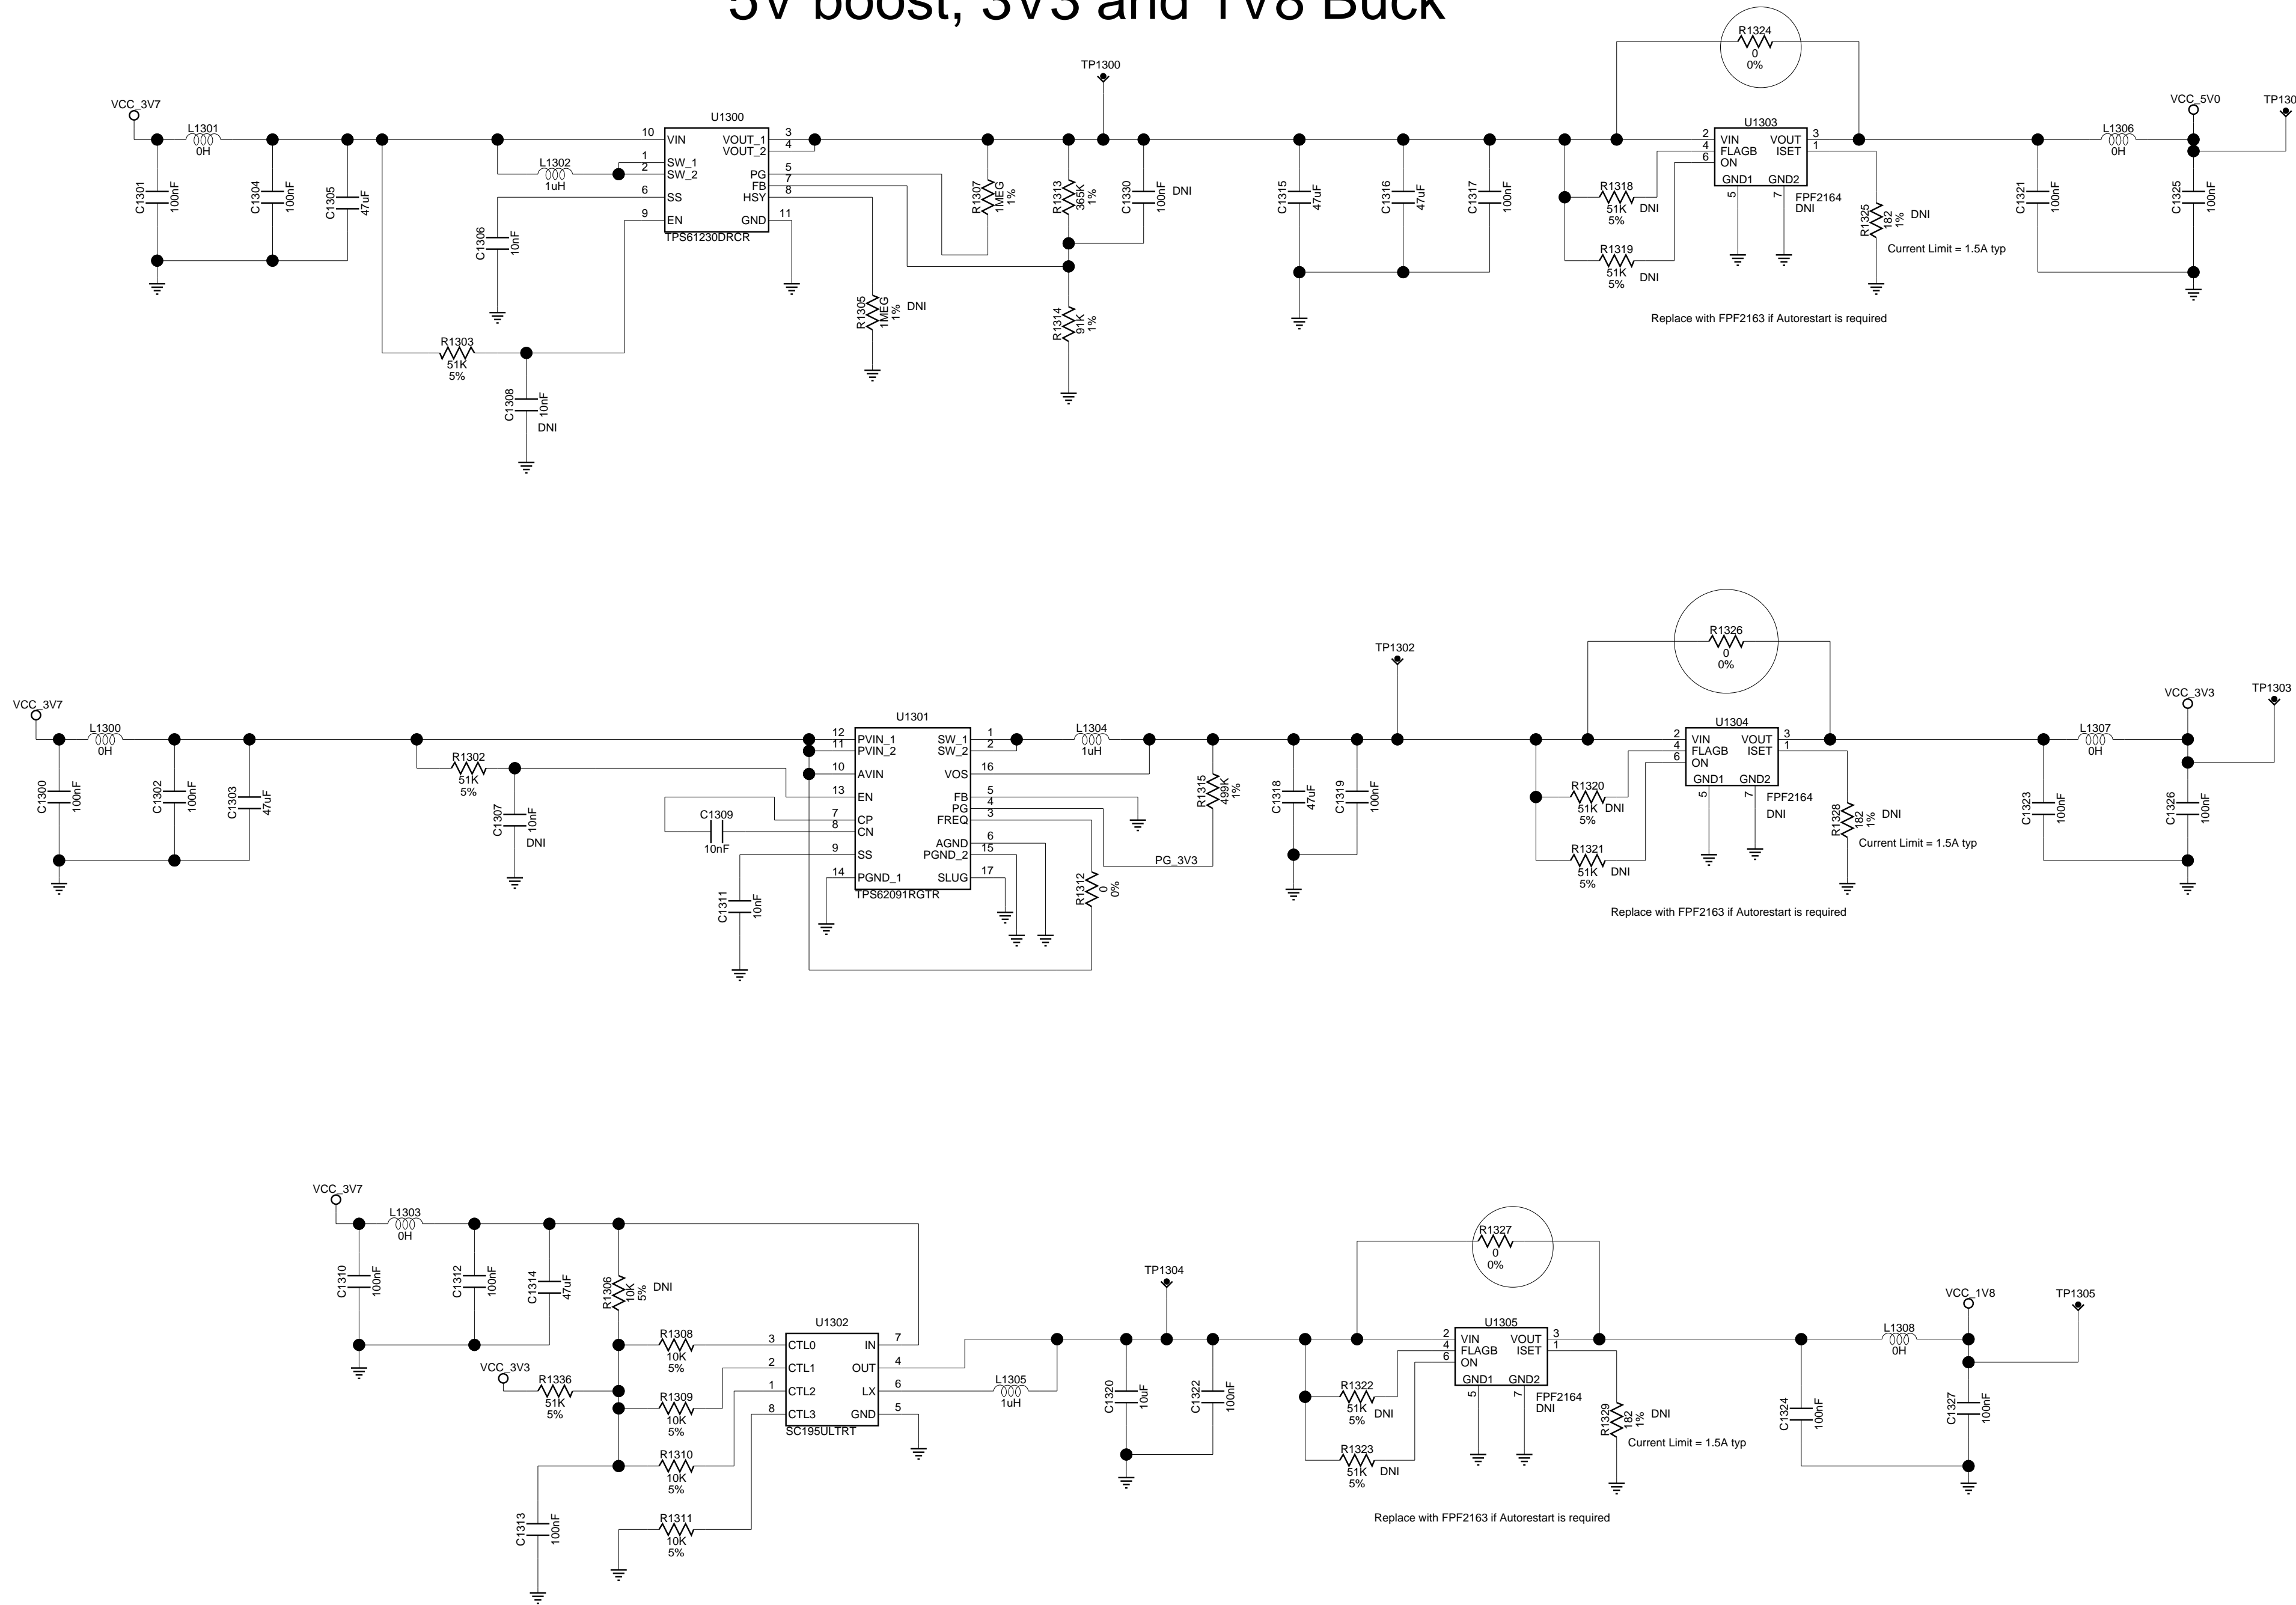 5V boost, 3V3 and 1V8 Buck
R1324
0
0%
TP1300
VCC_3V7
L1301
0H
C1301
100nF
C1304
100nF
C1305
47uF
L1302
1uH
C1306
10nF
R1303
51K
5%
C1308
10nF
DNI
U1300
10 VIN VOUT_1 3
VOUT_2 4
1 SW_1
2 SW_2
PG 5
FB 7
6 SS HSY 8
9 EN GND 11
TPS61230DRCR
R1305
1MEG
1%
DNI
R1307
1MEG
1%
R1313
365K
1%
C1330
100nF
DNI
R1314
91K
1%
C1315
47uF
C1316
47uF
C1317
100nF
R1318
51K
5%
DNI
R1319
51K
5%
DNI
U1303
2 VIN VOUT 3
4 FLAGB ISET 1
6 ON
GND1 GND2
5 7
FPF2164
DNI
R1325
182
1%
DNI
Current Limit = 1.5A typ
Replace with FPF2163 if Autorestart is required
C1321
100nF
L1306
0H
VCC_5V0
C1325
100nF
TP130
VCC_3V7
L1300
0H
C1300
100nF
C1302
100nF
C1303
47uF
R1302
51K
5%
C1307
10nF
DNI
C1309
10nF
C1311
10nF
U1301
12 PVIN_1 SW_1 1
11 PVIN_2 SW_2 2
10 AVIN VOS 16
13 EN FB 5
PG 4
7 CP FREQ 3
8 CN
AGND 6
9 SS PGND_2 15
14 PGND_1 SLUG 17
TPS62091RGTR
L1304
1uH
R1312
0
0%
PG_3V3
R1315
499K
1%
C1318
47uF
C1319
100nF
TP1302
R1326
0
0%
R1320
51K
5%
DNI
R1321
51K
5%
DNI
U1304
2 VIN VOUT 3
4 FLAGB ISET 1
6 ON
GND1 GND2
5 7
FPF2164
DNI
R1328
182
1%
DNI
Current Limit = 1.5A typ
Replace with FPF2163 if Autorestart is required
C1323
100nF
L1307
0H
VCC_3V3
C1326
100nF
TP1303
VCC_3V7
L1303
0H
C1310
100nF
C1312
100nF
C1314
47uF
R1306
10K
5%
DNI
VCC_3V3
R1336
51K
5%
R1308
10K
5%
R1309
10K
5%
R1310
10K
5%
R1311
10K
5%
C1313
100nF
U1302
3 CTL0 IN 7
2 CTL1 OUT 4
1 CTL2 LX 6
8 CTL3 GND 5
SC195ULTRT
L1305
1uH
C1320
10uF
TP1304
C1322
100nF
R1327
0
0%
R1322
51K
5%
DNI
R1323
51K
5%
DNI
U1305
2 VIN VOUT 3
4 FLAGB ISET 1
6 ON
GND1 GND2
5 7
FPF2164
DNI
R1329
182
1%
DNI
Current Limit = 1.5A typ
Replace with FPF2163 if Autorestart is required
C1324
100nF
L1308
0H
VCC_1V8
C1327
100nF
TP1305